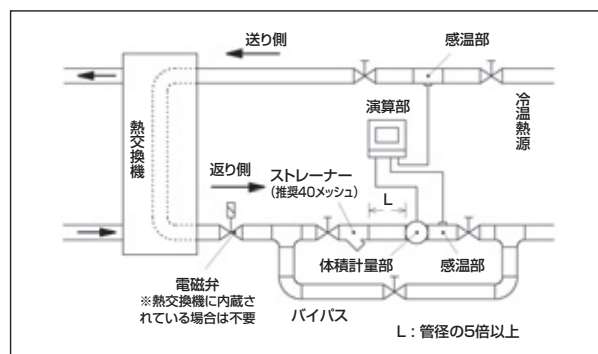 送り側
感温部
演算部
冷温熱源
熱交換機
返り側
ストレーナー
(推奨40メッシュ)
L
電磁弁
※熱交換機に内蔵さ
れている場合は不要
体積計量部
感温部
バイパス
L：管径の5倍以上